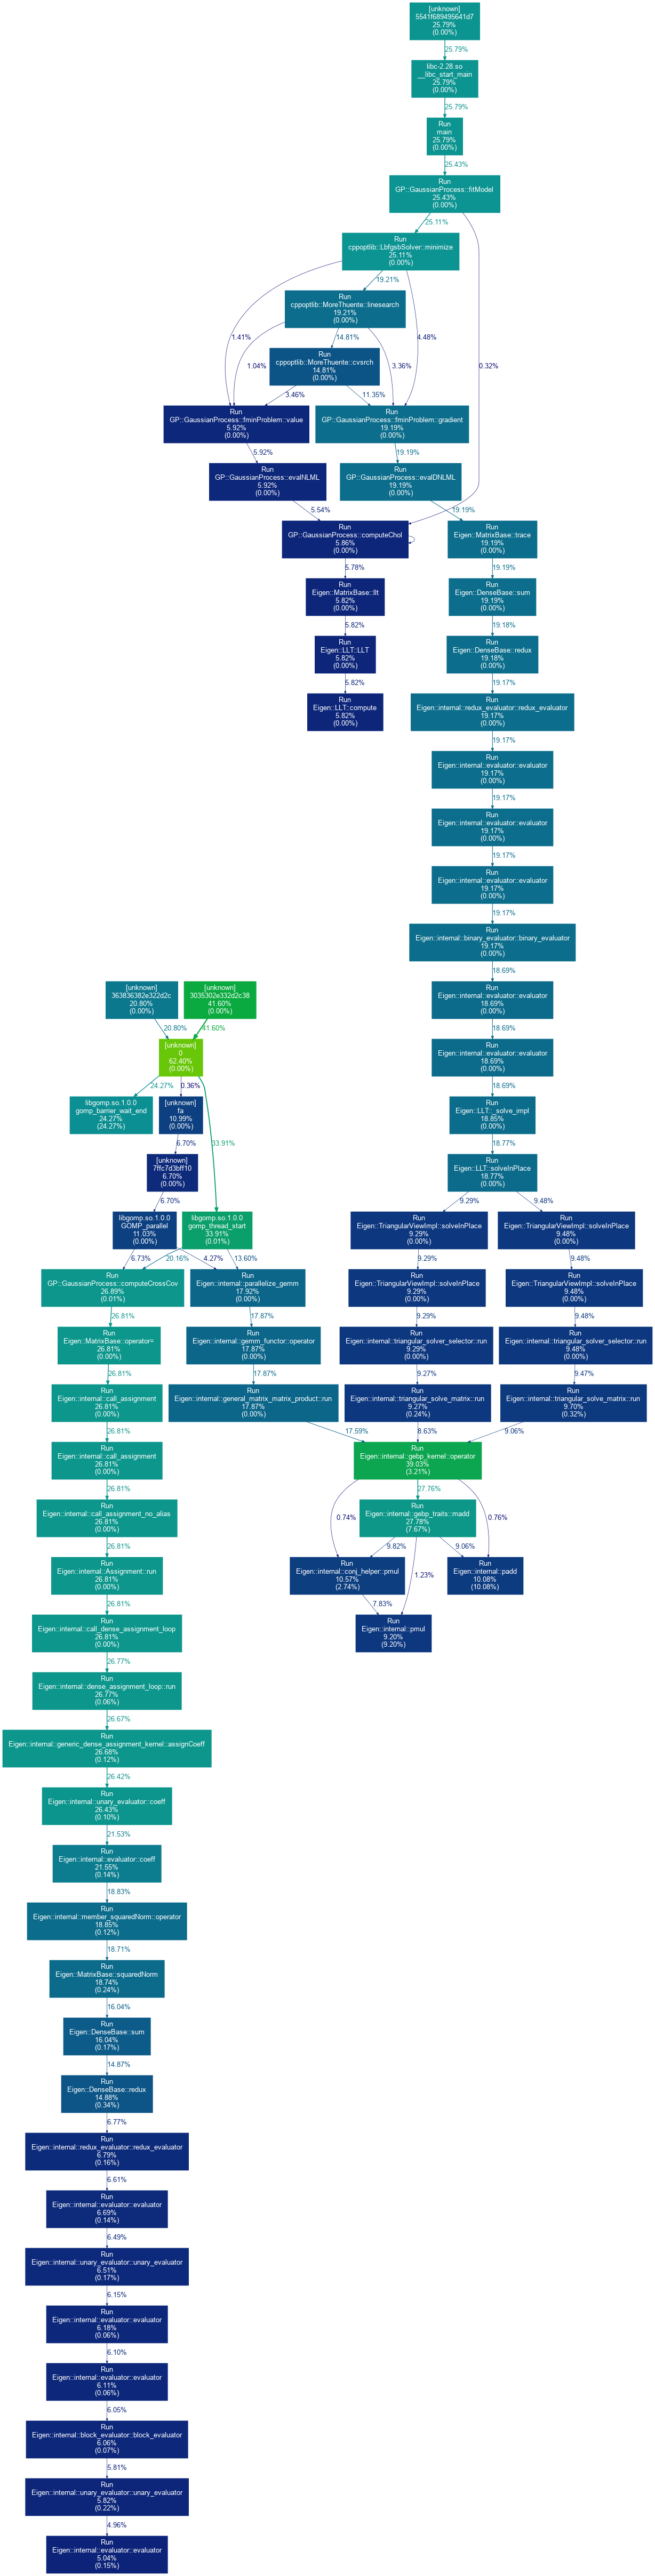 [unknown]
5541f689495641d7
25.79%
(0.00%)
25.79%
libc-2.28.so
__libc_start_main
25.79%
(0.00%)
25.79%
Run
main
25.79%
(0.00%)
25.43%
Run
GP::GaussianProcess::fitModel
25.43%
(0.00%)
25.11%
Run
cppoptlib::LbfgsbSolver::minimize
25.11%
(0.00%)
19.21%
Run
cppoptlib::MoreThuente::linesearch
19.21%
(0.00%)
1.41%
1.04%
14.81%
3.36%
4.48%
0.32%
Run
cppoptlib::MoreThuente::cvsrch
14.81%
(0.00%)
3.46%
11.35%
Run
GP::GaussianProcess::fminProblem::value
5.92%
(0.00%)
Run
GP::GaussianProcess::fminProblem::gradient
19.19%
(0.00%)
5.92%
19.19%
Run
GP::GaussianProcess::evalNLML
5.92%
(0.00%)
Run
GP::GaussianProcess::evalDNLML
19.19%
(0.00%)
5.54%
19.19%
Run
GP::GaussianProcess::computeChol
5.86%
(0.00%)
Run
Eigen::MatrixBase::trace
19.19%
(0.00%)
5.78%
19.19%
Run
Eigen::MatrixBase::llt
5.82%
(0.00%)
Run
Eigen::DenseBase::sum
19.19%
(0.00%)
5.82%
19.18%
Run
Eigen::LLT::LLT
5.82%
(0.00%)
Run
Eigen::DenseBase::redux
19.18%
(0.00%)
5.82%
19.17%
Run
Eigen::LLT::compute
5.82%
(0.00%)
Run
Eigen::internal::redux_evaluator::redux_evaluator
19.17%
(0.00%)
19.17%
Run
Eigen::internal::evaluator::evaluator
19.17%
(0.00%)
19.17%
Run
Eigen::internal::evaluator::evaluator
19.17%
(0.00%)
19.17%
Run
Eigen::internal::evaluator::evaluator
19.17%
(0.00%)
19.17%
Run
Eigen::internal::binary_evaluator::binary_evaluator
19.17%
(0.00%)
18.69%
[unknown]
363836382e322d2c
20.80%
(0.00%)
[unknown]
3035302e332d2c38
41.60%
(0.00%)
Run
Eigen::internal::evaluator::evaluator
18.69%
(0.00%)
20.80%
41.60%
18.69%
[unknown]
0
62.40%
(0.00%)
Run
Eigen::internal::evaluator::evaluator
18.69%
(0.00%)
24.27%
0.36%
33.91%
18.69%
libgomp.so.1.0.0
gomp_barrier_wait_end
24.27%
(24.27%)
[unknown]
fa
10.99%
(0.00%)
Run
Eigen::LLT::_solve_impl
18.85%
(0.00%)
6.70%
18.77%
[unknown]
7ffc7d3bff10
6.70%
(0.00%)
Run
Eigen::LLT::solveInPlace
18.77%
(0.00%)
6.70%
9.29%
9.48%
libgomp.so.1.0.0
GOMP_parallel
11.03%
(0.00%)
libgomp.so.1.0.0
gomp_thread_start
33.91%
(0.01%)
Run
Eigen::TriangularViewImpl::solveInPlace
9.29%
(0.00%)
Run
Eigen::TriangularViewImpl::solveInPlace
9.48%
(0.00%)
6.73%
20.16%
4.27%
13.60%
9.29%
9.48%
Run
GP::GaussianProcess::computeCrossCov
26.89%
(0.01%)
Run
Eigen::internal::parallelize_gemm
17.92%
(0.00%)
Run
Eigen::TriangularViewImpl::solveInPlace
9.29%
(0.00%)
Run
Eigen::TriangularViewImpl::solveInPlace
9.48%
(0.00%)
26.81%
17.87%
9.29%
9.48%
Run
Eigen::MatrixBase::operator=
26.81%
(0.00%)
Run
Eigen::internal::gemm_functor::operator
17.87%
(0.00%)
Run
Eigen::internal::triangular_solver_selector::run
9.29%
(0.00%)
Run
Eigen::internal::triangular_solver_selector::run
9.48%
(0.00%)
26.81%
17.87%
9.27%
9.47%
Run
Eigen::internal::call_assignment
26.81%
(0.00%)
Run
Eigen::internal::general_matrix_matrix_product::run
17.87%
(0.00%)
Run
Eigen::internal::triangular_solve_matrix::run
9.27%
(0.24%)
Run
Eigen::internal::triangular_solve_matrix::run
9.70%
(0.32%)
26.81%
17.59%
8.63%
9.06%
Run
Eigen::internal::call_assignment
26.81%
(0.00%)
Run
Eigen::internal::gebp_kernel::operator
39.03%
(3.21%)
26.81%
0.74%
27.76%
0.76%
Run
Eigen::internal::call_assignment_no_alias
26.81%
(0.00%)
Run
Eigen::internal::gebp_traits::madd
27.78%
(7.67%)
26.81%
9.82%
1.23%
9.06%
Run
Eigen::internal::Assignment::run
26.81%
(0.00%)
Run
Eigen::internal::conj_helper::pmul
10.57%
(2.74%)
Run
Eigen::internal::padd
10.08%
(10.08%)
26.81%
7.83%
Run
Eigen::internal::call_dense_assignment_loop
26.81%
(0.00%)
Run
Eigen::internal::pmul
9.20%
(9.20%)
26.77%
Run
Eigen::internal::dense_assignment_loop::run
26.77%
(0.06%)
26.67%
Run
Eigen::internal::generic_dense_assignment_kernel::assignCoeff
26.68%
(0.12%)
26.42%
Run
Eigen::internal::unary_evaluator::coeff
26.43%
(0.10%)
21.53%
Run
Eigen::internal::evaluator::coeff
21.55%
(0.14%)
18.83%
Run
Eigen::internal::member_squaredNorm::operator
18.85%
(0.12%)
18.71%
Run
Eigen::MatrixBase::squaredNorm
18.74%
(0.24%)
16.04%
Run
Eigen::DenseBase::sum
16.04%
(0.17%)
14.87%
Run
Eigen::DenseBase::redux
14.88%
(0.34%)
6.77%
Run
Eigen::internal::redux_evaluator::redux_evaluator
6.79%
(0.16%)
6.61%
Run
Eigen::internal::evaluator::evaluator
6.69%
(0.14%)
6.49%
Run
Eigen::internal::unary_evaluator::unary_evaluator
6.51%
(0.17%)
6.15%
Run
Eigen::internal::evaluator::evaluator
6.18%
(0.06%)
6.10%
Run
Eigen::internal::evaluator::evaluator
6.11%
(0.06%)
6.05%
Run
Eigen::internal::block_evaluator::block_evaluator
6.06%
(0.07%)
5.81%
Run
Eigen::internal::unary_evaluator::unary_evaluator
5.82%
(0.22%)
4.96%
Run
Eigen::internal::evaluator::evaluator
5.04%
(0.15%)